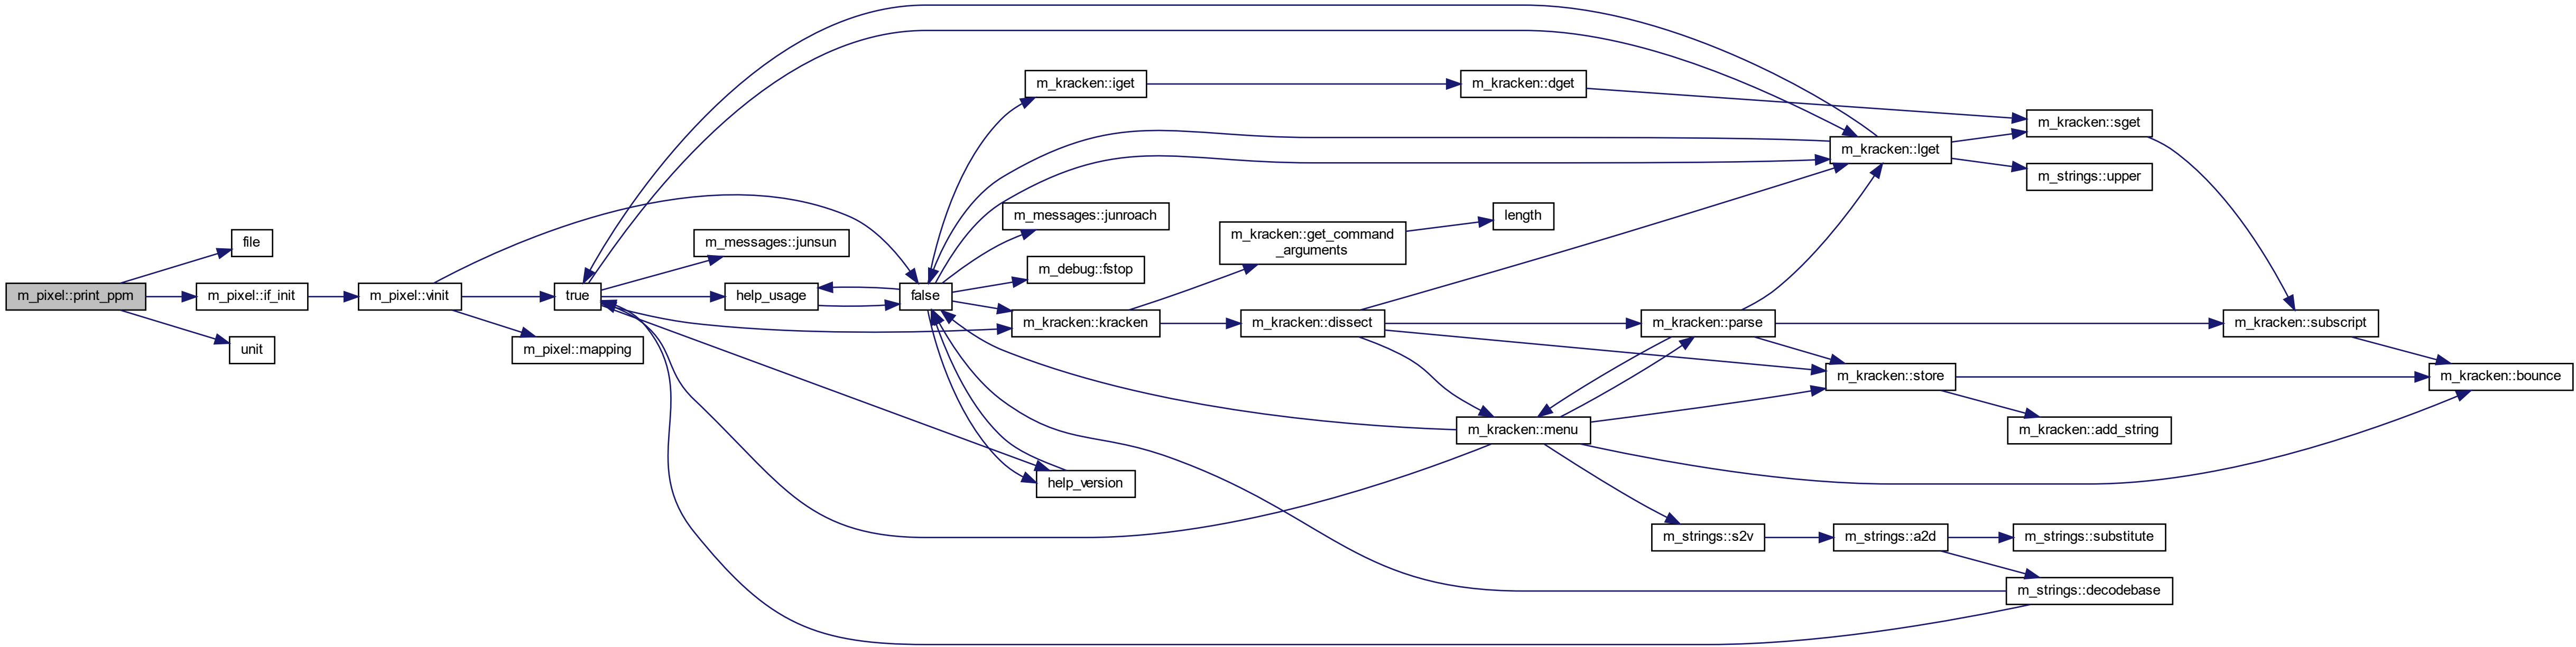 m_pixel::print_ppm
file
m_pixel::if_init
unit
m_pixel::vinit
true
m_pixel::mapping
m_messages::junsun
help_usage
false
m_kracken::iget
m_messages::junroach
m_debug::fstop
m_kracken::kracken
help_version
m_kracken::get_command
_arguments
m_kracken::dissect
m_kracken::dget
length
m_kracken::menu
m_kracken::parse
m_strings::s2v
m_kracken::lget
m_kracken::store
m_strings::a2d
m_kracken::sget
m_strings::upper
m_kracken::add_string
m_strings::substitute
m_strings::decodebase
m_kracken::subscript
m_kracken::bounce